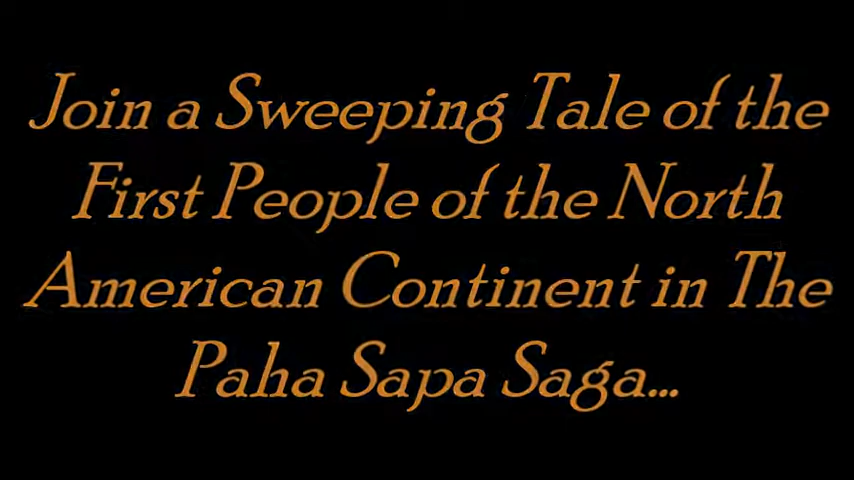 Join a Sweeping Tale of the
First People of the North
American Continent in The
Paha Sapa Saga...